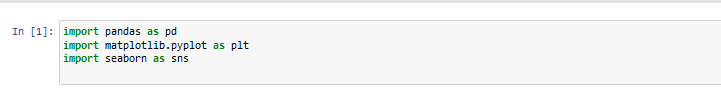 In [1]: import pandas as pd
import matplotlib.pyplot as plt
import seaborn as sns